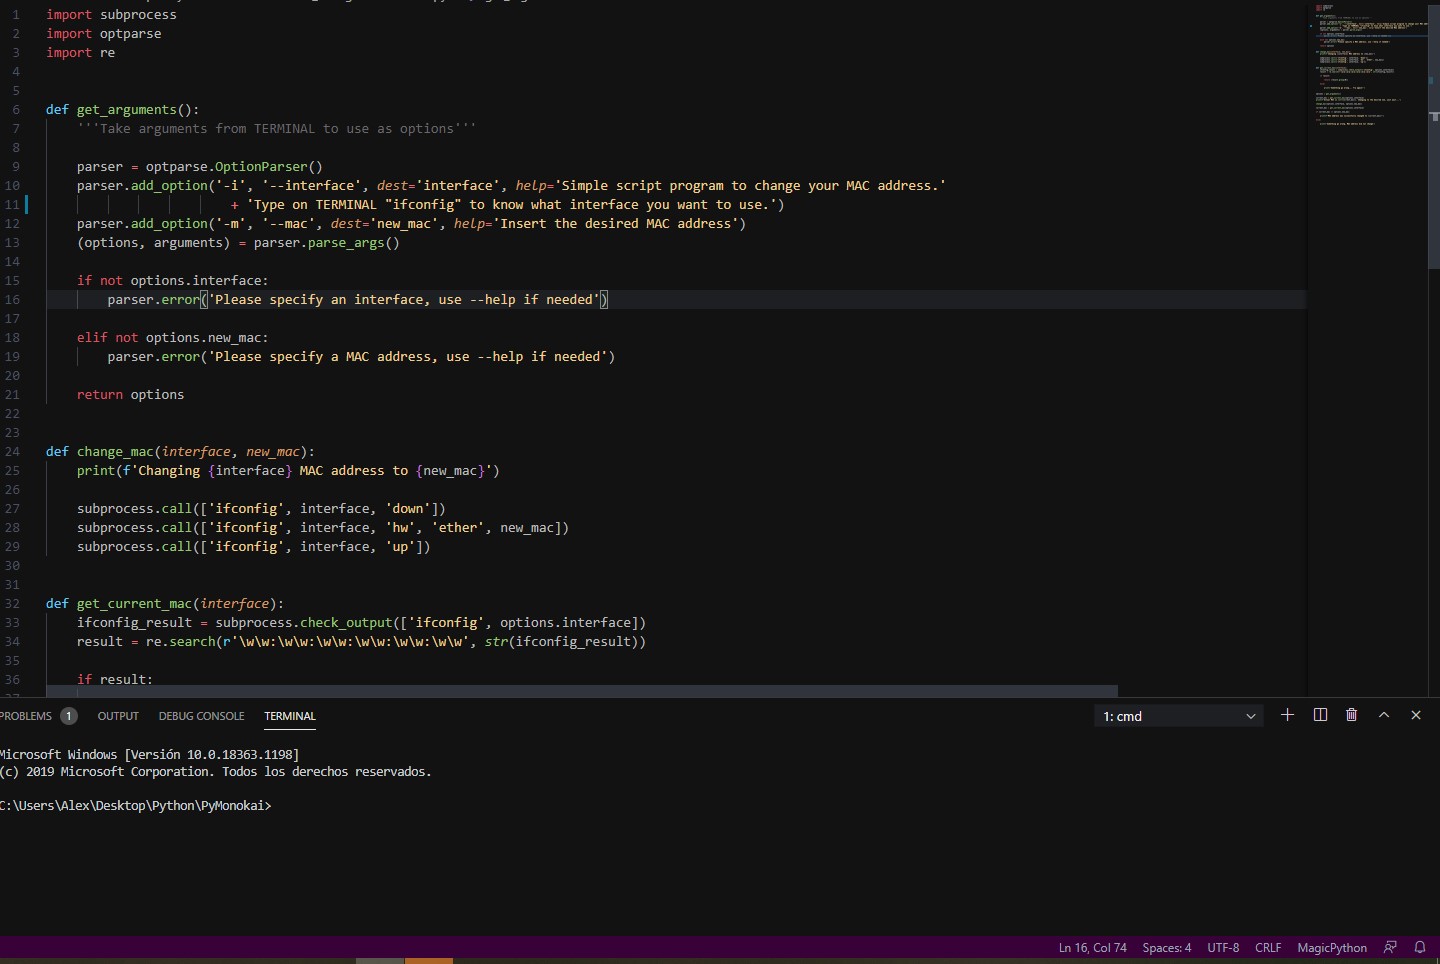 1 import subprocess
2 import optparse
3 import re
4
5
6 def get_arguments():
7     '''Take arguments from TERMINAL to use as options'''
8
9     parser = optparse.OptionParser()
10     parser.add_option('-i', '--interface', dest='interface', help='Simple script program to change your MAC address.'
11                         + 'Type on TERMINAL "ifconfig" to know what interface you want to use.')
12     parser.add_option('-m', '--mac', dest='new_mac', help='Insert the desired MAC address')
13     (options, arguments) = parser.parse_args()
14
15     if not options.interface:
16         parser.error('Please specify an interface, use --help if needed')
17
18     elif not options.new_mac:
19         parser.error('Please specify a MAC address, use --help if needed')
20
21     return options
22
23
24 def change_mac(interface, new_mac):
25     print(f'Changing {interface} MAC address to {new_mac}')
26
27     subprocess.call(['ifconfig', interface, 'down'])
28     subprocess.call(['ifconfig', interface, 'hw', 'ether', new_mac])
29     subprocess.call(['ifconfig', interface, 'up'])
30
31
32 def get_current_mac(interface):
33     ifconfig_result = subprocess.check_output(['ifconfig', options.interface])
34     result = re.search(r'\w\w:\w\w:\w\w:\w\w:\w\w:\w\w', str(ifconfig_result))
35
36     if result:
PROBLEMS 1 OUTPUT DEBUG CONSOLE TERMINAL 1: cmd
Microsoft Windows [Versión 10.0.18363.1198]
(c) 2019 Microsoft Corporation. Todos los derechos reservados.
C:\Users\Alex\Desktop\Python\PyMonokai>
Ln 16, Col 74 Spaces: 4 UTF-8 CRLF MagicPython